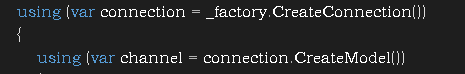 using (var connection = _factory.CreateConnection())
{
using (var channel = connection.CreateModel())